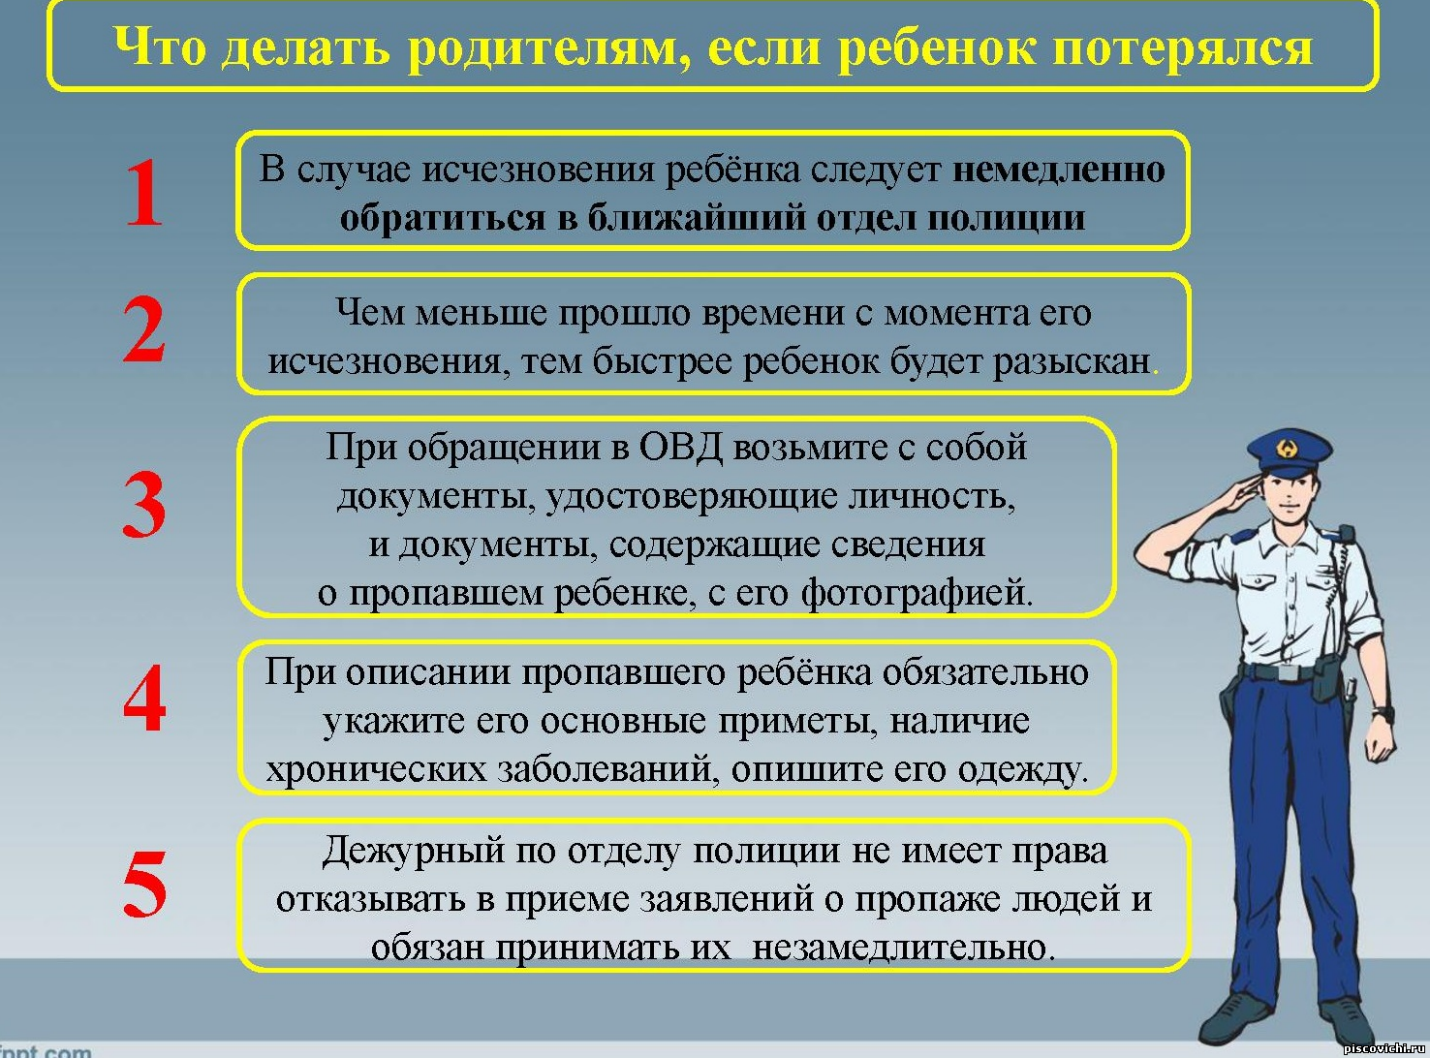 Что делать родителям, если ребенок потерялся
1
В случае исчезновения ребёнка следует немедленно
обратиться в ближайший отдел полиции
2
Чем меньше прошло времени с момента его
исчезновения, тем быстрее ребенок будет разыскан.
3
При обращении в ОВД возьмите с собой
документы, удостоверяющие личность,
и документы, содержащие сведения
о пропавшем ребенке, с его фотографией.
4
При описании пропавшего ребёнка обязательно
укажите его основные приметы, наличие
хронических заболеваний, опишите его одежду.
5
Дежурный по отделу полиции не имеет права
отказывать в приеме заявлений о пропаже людей и
обязан принимать их незамедлительно.
fppt.com
piscovichi.ru